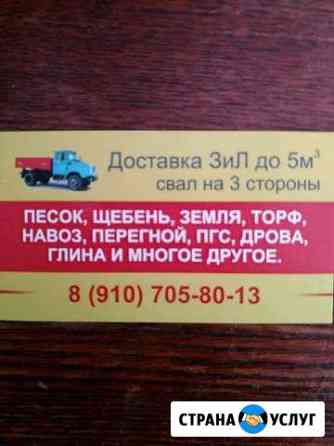 Доставка ЗиЛ до 5м³
свал на 3 стороны
ПЕСОК, ЩЕБЕНЬ, ЗЕМЛЯ, ТОРФ,
НАВОЗ, ПЕРЕГНОЙ, ПГС, ДРОВА,
ГЛИНА И МНОГОЕ ДРУГОЕ.
8 (910) 705-80-13
СТРАНА УСЛУГ